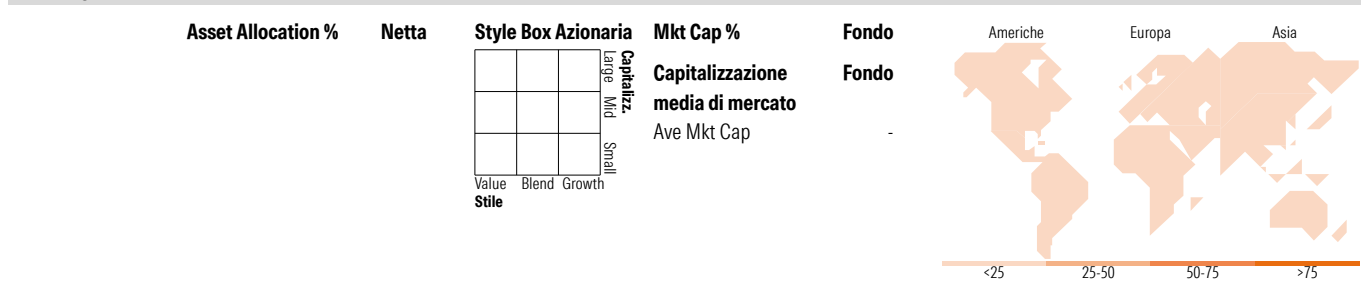 Asset Allocation % Netta
Style Box Azionaria
Large Mid Small
Capitalizz.
Value Blend Growth
Stile
Mkt Cap % Fondo
Capitalizzazione Fondo
media di mercato
Ave Mkt Cap -
Americhe Europa Asia
<25 25-50 50-75 >75